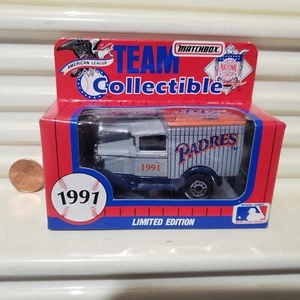 AMERICAN LEAGUE
TEAM
MATCHBOX
Collectible
1991
PADRES
1991
LIMITED EDITION